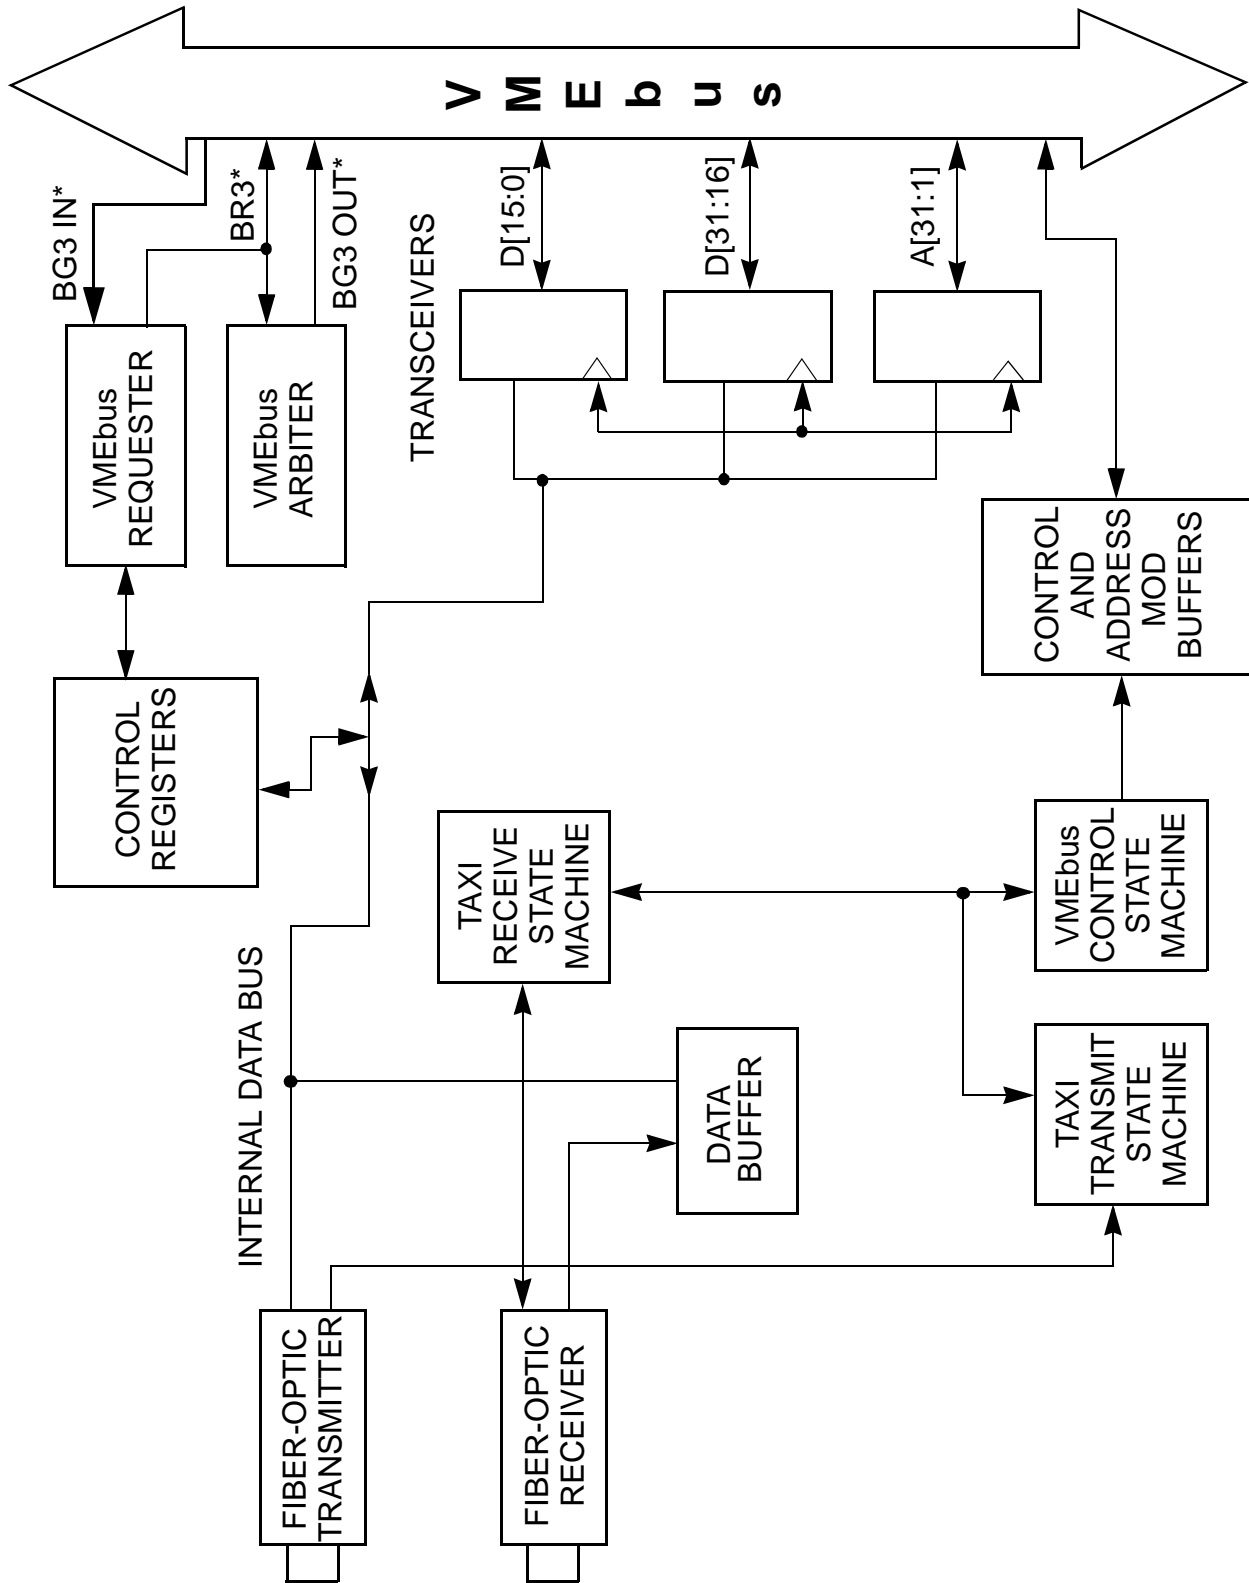 VMEbus
BG3 IN*
BR3*
BG3 OUT*
TRANSCEIVERS
D[15:0]
D[31:16]
A[31:1]
VMEbus
REQUESTER
VMEbus
ARBITER
CONTROL
REGISTERS
CONTROL
AND
ADDRESS
MOD
BUFFERS
INTERNAL DATA BUS
TAXI
RECEIVE
STATE
MACHINE
VMEbus
CONTROL
STATE
MACHINE
DATA
BUFFER
TAXI
TRANSMIT
STATE
MACHINE
FIBER-OPTIC
TRANSMITTER
FIBER-OPTIC
RECEIVER